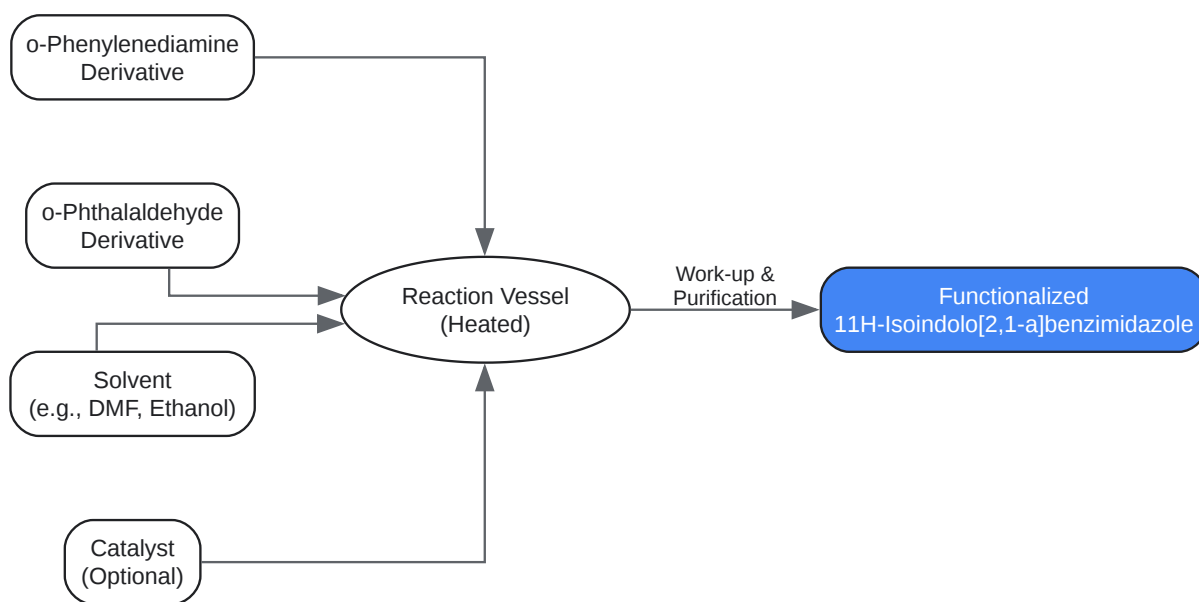 o-Phenylenediamine
Derivative
o-Phthalaldehyde
Derivative
Reaction Vessel
(Heated)
Work-up &
Purification
Functionalized
11H-Isoindolo[2,1-a]benzimidazole
Solvent
(e.g., DMF, Ethanol)
Catalyst
(Optional)